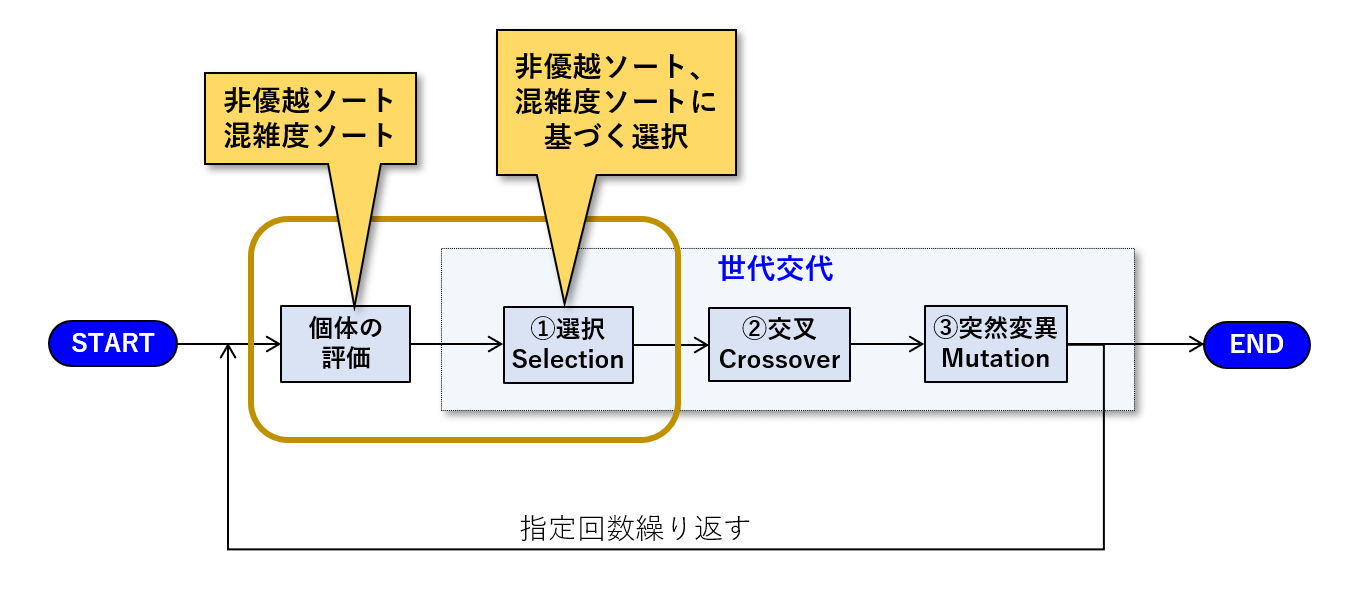 非優越ソート
混雑度ソート
非優越ソート、
混雑度ソートに
基づく選択
世代交代
START
個体の
評価
①選択
Selection
②交叉
Crossover
③突然変異
Mutation
END
指定回数繰り返す